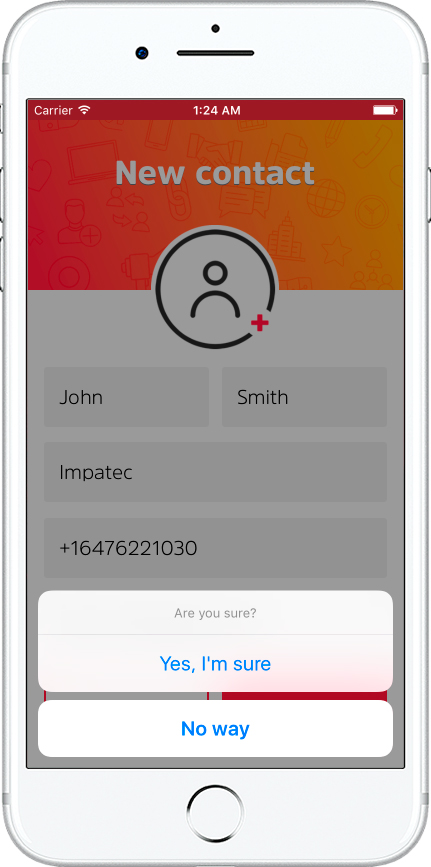 Carrier 1:24 AM
New contact
John Smith
Impatec
+16476221030
Are you sure?
Yes, I'm sure
No way